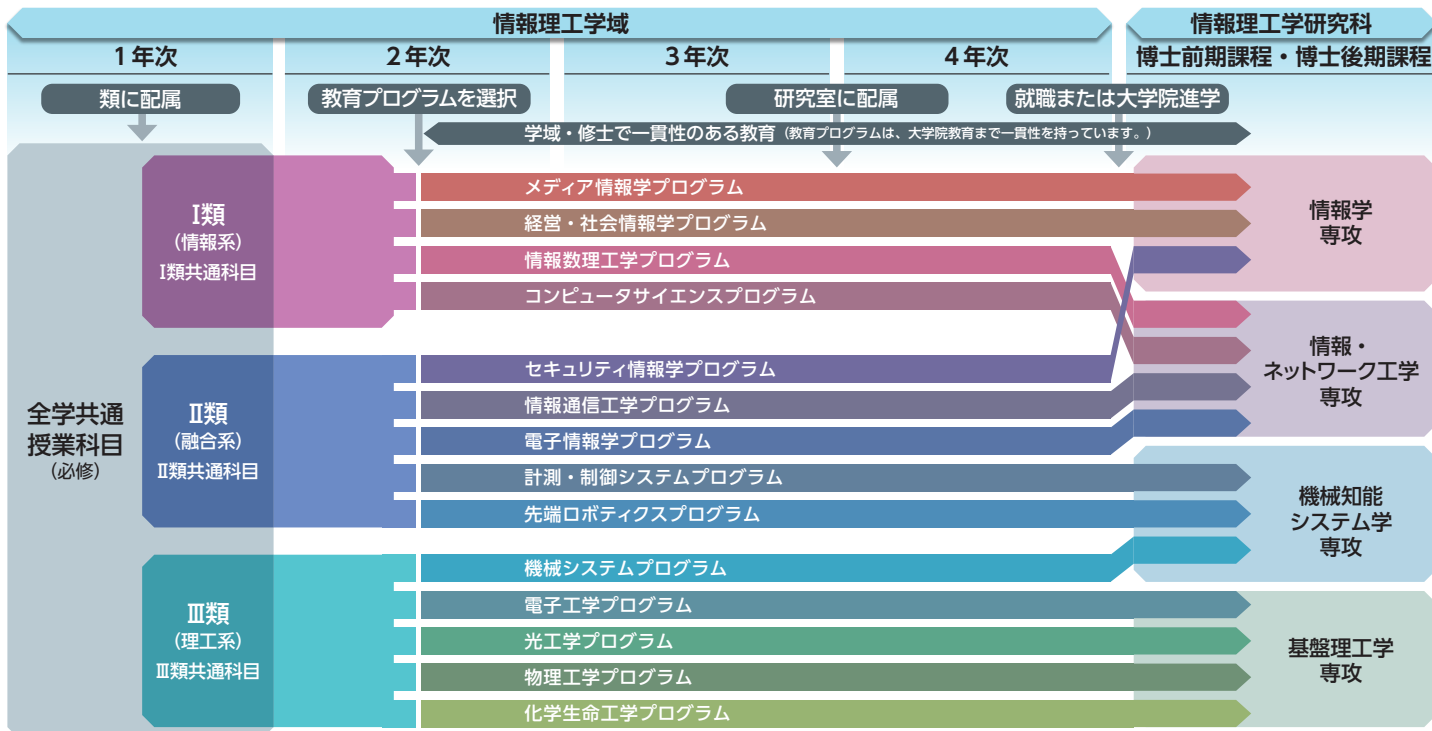 情報理工学域
情報理工学研究科
1年次
2年次
3年次
4年次
博士前期課程・博士後期課程
類に配属
教育プログラムを選択
研究室に配属
就職または大学院進学
学域・修士で一貫性のある教育（教育プログラムは、大学院教育まで一貫性を持っています。）
全学共通
授業科目
（必修）
Ⅰ類
（情報系）
Ⅰ類共通科目
メディア情報学プログラム
経営・社会情報学プログラム
情報数理工学プログラム
コンピュータサイエンスプログラム
Ⅱ類
（融合系）
Ⅱ類共通科目
セキュリティ情報学プログラム
情報通信工学プログラム
電子情報学プログラム
計測・制御システムプログラム
先端ロボティクスプログラム
Ⅲ類
（理工系）
Ⅲ類共通科目
機械システムプログラム
電子工学プログラム
光工学プログラム
物理工学プログラム
化学生命工学プログラム
情報学
専攻
情報・
ネットワーク工学
専攻
機械知能
システム学
専攻
基盤理工学
専攻